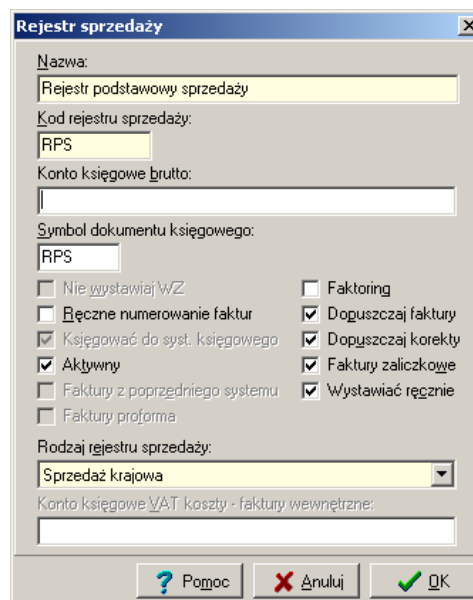 Rejestr sprzedaży
Nazwa:
Rejestr podstawowy sprzedaży
Kod rejestru sprzedaży:
RPS
Konto księgowe brutto:
Symbol dokumentu księgowego:
RPS
Nie wystawiaj WZ
Faktoring
Ręczne numerowanie faktur
Dopuszczaj faktury
Księgować do syst. księgowego
Dopuszczaj korekty
Aktywny
Faktury zaliczkowe
Faktury z poprzedniego systemu
Wystawiać ręcznie
Faktury proforma
Rodzaj rejestru sprzedaży:
Sprzedaż krajowa
Konto księgowe VAT koszty - faktury wewnętrzne:
Pomoc
Anuluj
OK